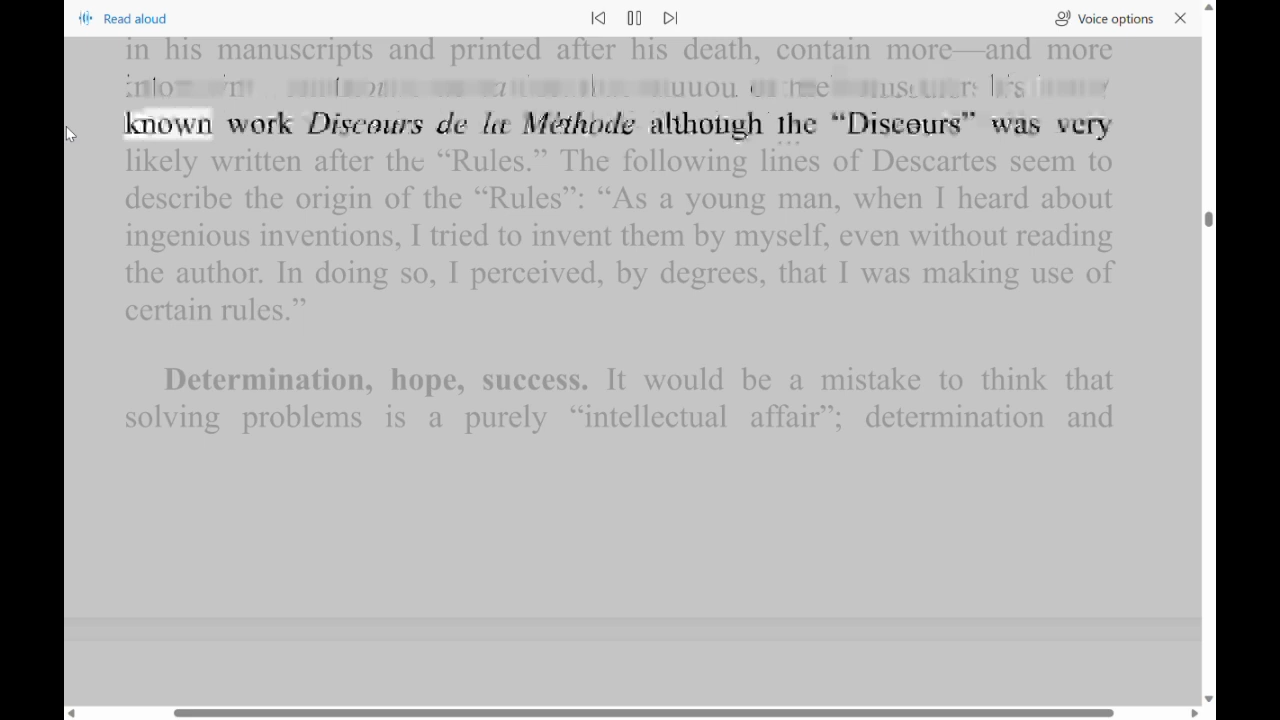 Read aloud
Voice options
in his manuscripts and printed after his death, contain more—and more
known work Discours de la Méthode although the “Discours” was very
likely written after the “Rules.” The following lines of Descartes seem to
describe the origin of the “Rules”: “As a young man, when I heard about
ingenious inventions, I tried to invent them by myself, even without reading
the author. In doing so, I perceived, by degrees, that I was making use of
certain rules.”
Determination, hope, success. It would be a mistake to think that
solving problems is a purely “intellectual affair”; determination and